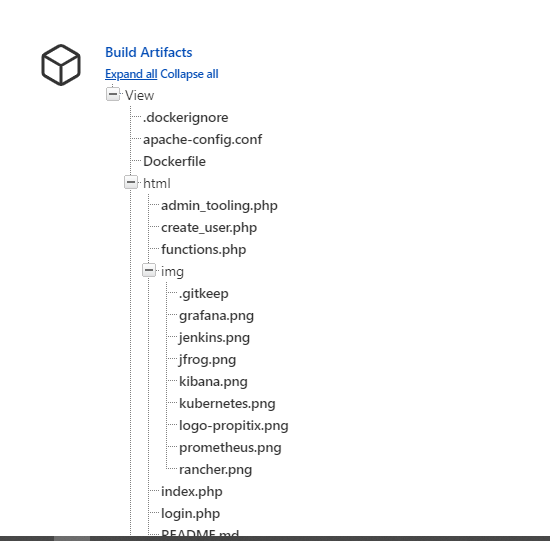 Build Artifacts
Expand all Collapse all
View
.dockerignore
apache-config.conf
Dockerfile
html
admin_tooling.php
create_user.php
functions.php
img
.gitkeep
grafana.png
jenkins.png
jfrog.png
kibana.png
kubernetes.png
logo-propitix.png
prometheus.png
rancher.png
index.php
login.php
README.md